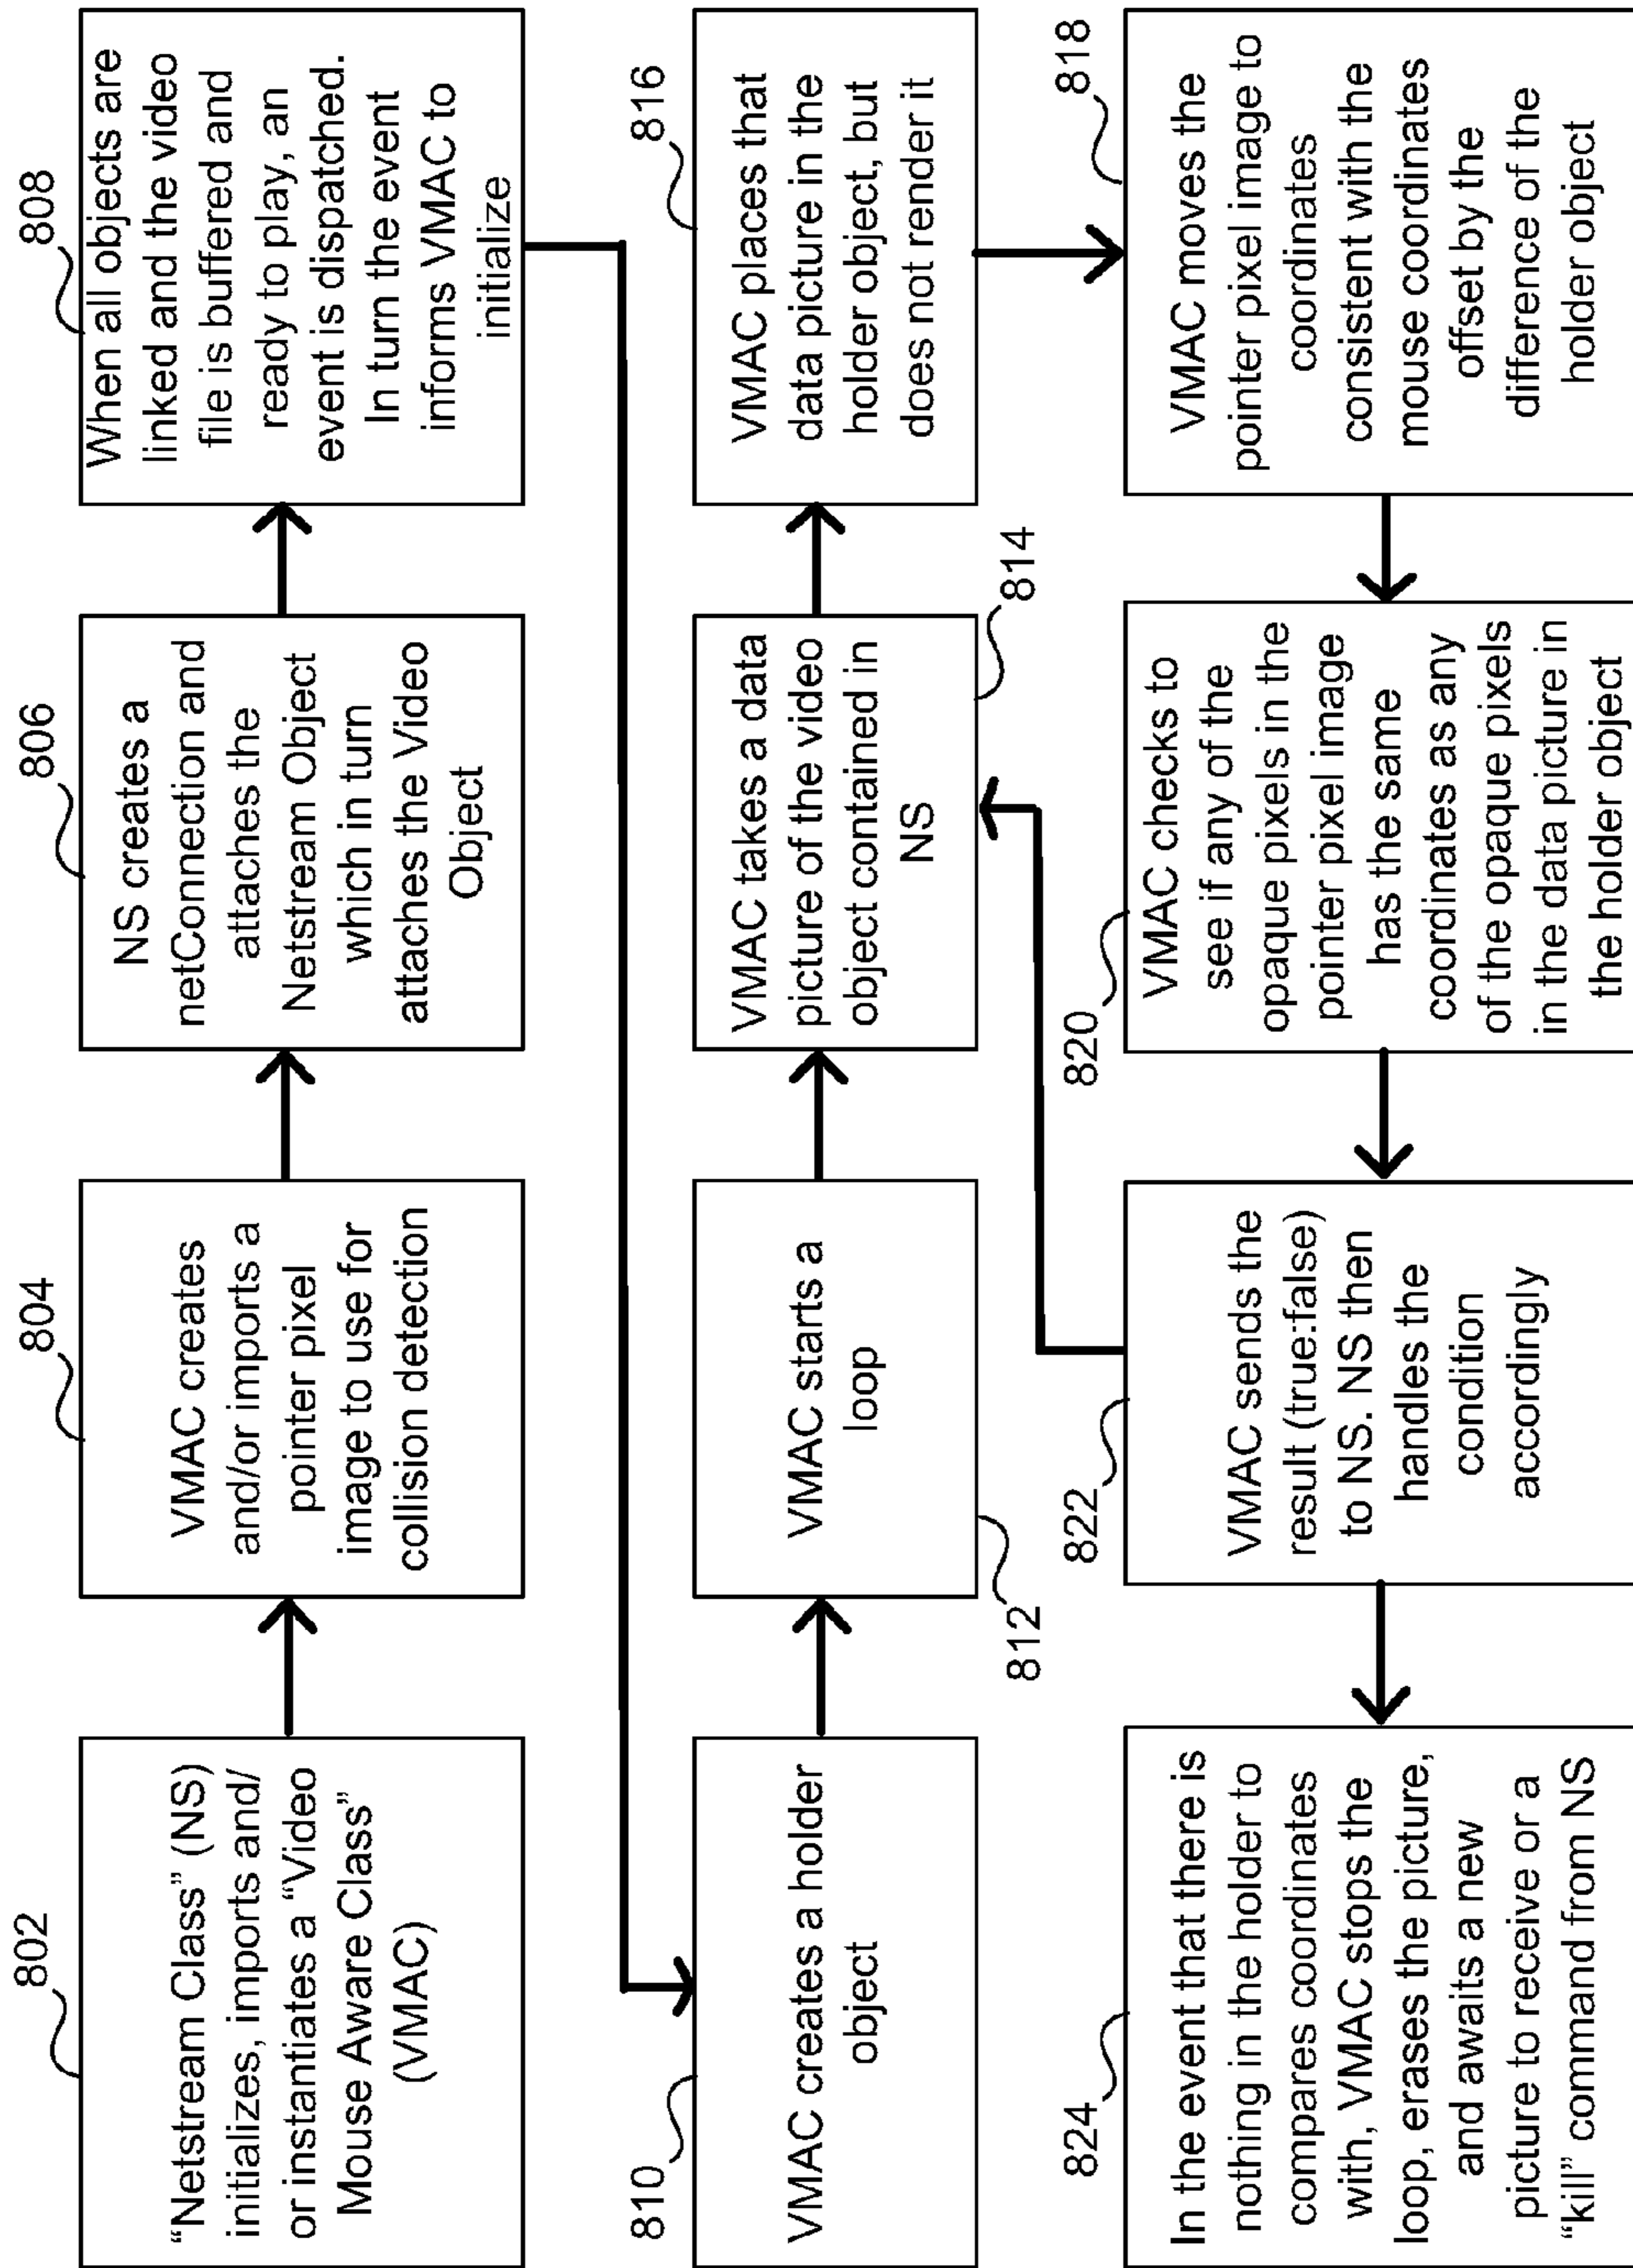 802
“Netstream Class” (NS)
initializes, imports and/
or instantiates a “Video
Mouse Aware Class”
(VMAC)
804
VMAC creates
and/or imports a
pointer pixel
image to use for
collision detection
806
NS creates a
netConnection and
attaches the
Netstream Object
which in turn
attaches the Video
Object
808
When all objects are
linked and the video
file is buffered and
ready to play, an
event is dispatched.
In turn the event
informs VMAC to
initialize
810
VMAC creates a holder
object
812
VMAC starts a
loop
814
VMAC takes a data
picture of the video
object contained in
NS
816
VMAC places that
data picture in the
holder object, but
does not render it
818
VMAC moves the
pointer pixel image to
coordinates
consistent with the
mouse coordinates
offset by the
difference of the
holder object
820
VMAC checks to
see if any of the
opaque pixels in the
pointer pixel image
has the same
coordinates as any
of the opaque pixels
in the data picture in
the holder object
822
VMAC sends the
result (true:false)
to NS. NS then
handles the
condition
accordingly
824
In the event that there is
nothing in the holder to
compares coordinates
with, VMAC stops the
loop, erases the picture,
and awaits a new
picture to receive or a
“kill” command from NS